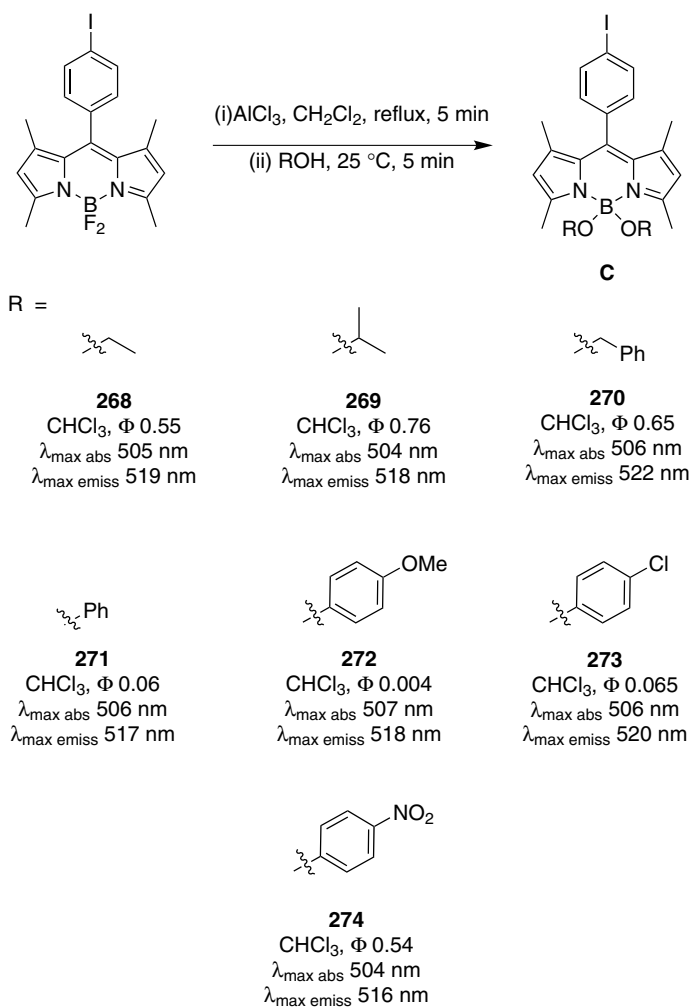 I
I
(i)AlCl₃, CH₂Cl₂, reflux, 5 min
(ii) ROH, 25 °C, 5 min
N B N
F₂
N B N
RO OR
C
R =
Ph
268 269 270
CHCl₃, Φ 0.55 CHCl₃, Φ 0.76 CHCl₃, Φ 0.65
λmax abs 505 nm λmax abs 504 nm λmax abs 506 nm
λmax emiss 519 nm λmax emiss 518 nm λmax emiss 522 nm
Ph OMe Cl
271 272 273
CHCl₃, Φ 0.06 CHCl₃, Φ 0.004 CHCl₃, Φ 0.065
λmax abs 506 nm λmax abs 507 nm λmax abs 506 nm
λmax emiss 517 nm λmax emiss 518 nm λmax emiss 520 nm
NO₂
274
CHCl₃, Φ 0.54
λmax abs 504 nm
λmax emiss 516 nm